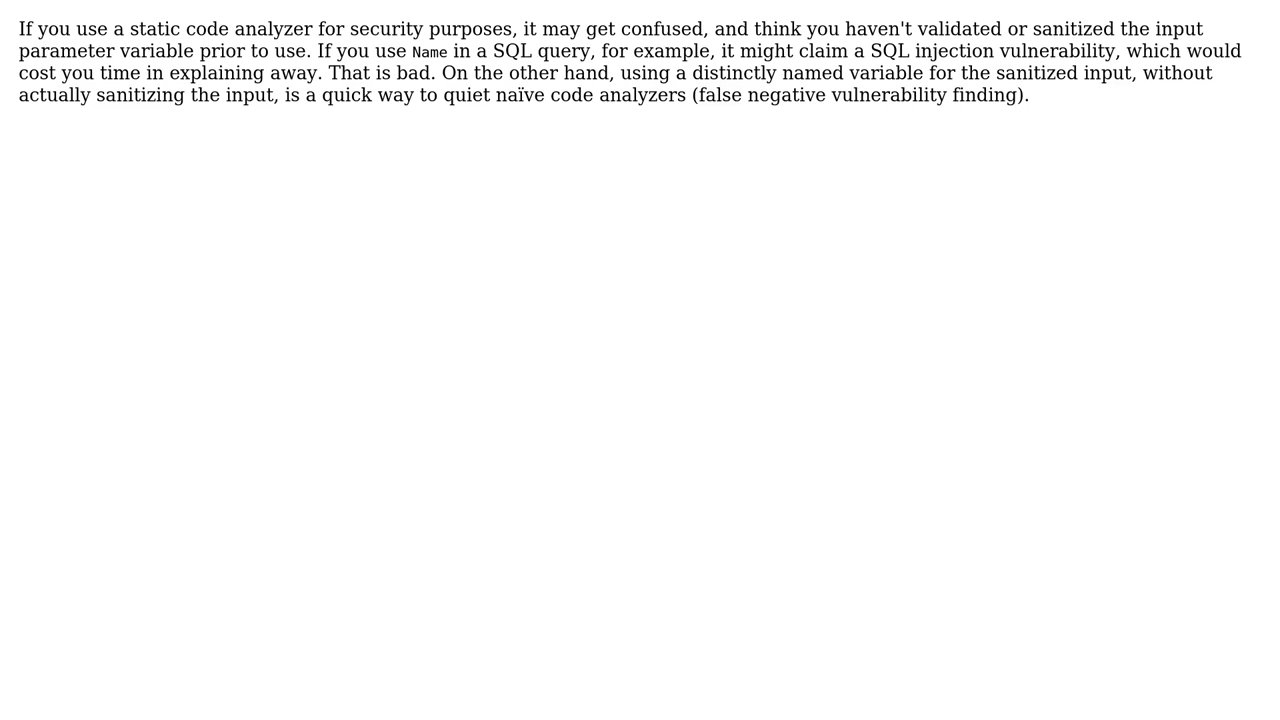 If you use a static code analyzer for security purposes, it may get confused, and think you haven't validated or sanitized the input
parameter variable prior to use. If you use Name in a SQL query, for example, it might claim a SQL injection vulnerability, which would
cost you time in explaining away. That is bad. On the other hand, using a distinctly named variable for the sanitized input, without
actually sanitizing the input, is a quick way to quiet naïve code analyzers (false negative vulnerability finding).